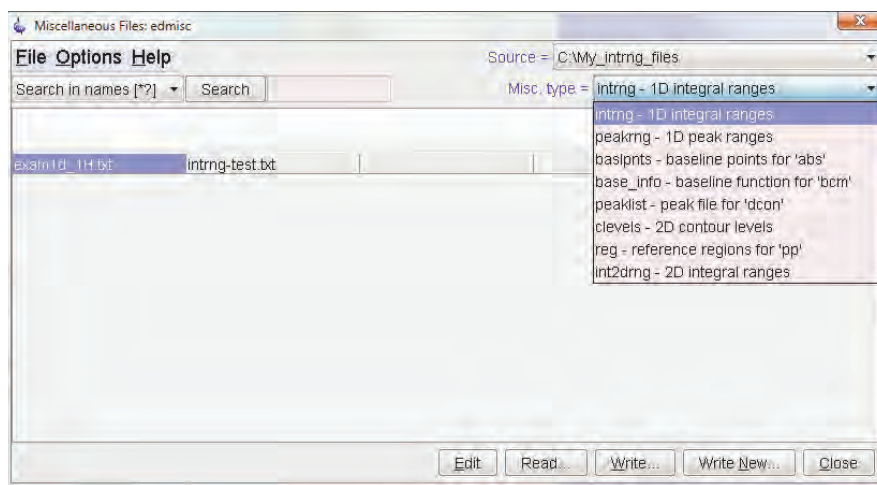 Miscellaneous Files: edmisc
File Options Help
Source = C:\My_intrng_files
Search in names [*?] Search
Misc. type = intrng - 1D integral ranges
intrng - 1D integral ranges
peakrng - 1D peak ranges
baslpnts - baseline points for 'abs'
base_info - baseline function for 'bcm'
peaklist - peak file for 'dcon'
clevels - 2D contour levels
reg - reference regions for 'pp'
int2drng - 2D integral ranges
exam1d_1H.txt intrng-test.txt
Edit Read... Write... Write New... Close